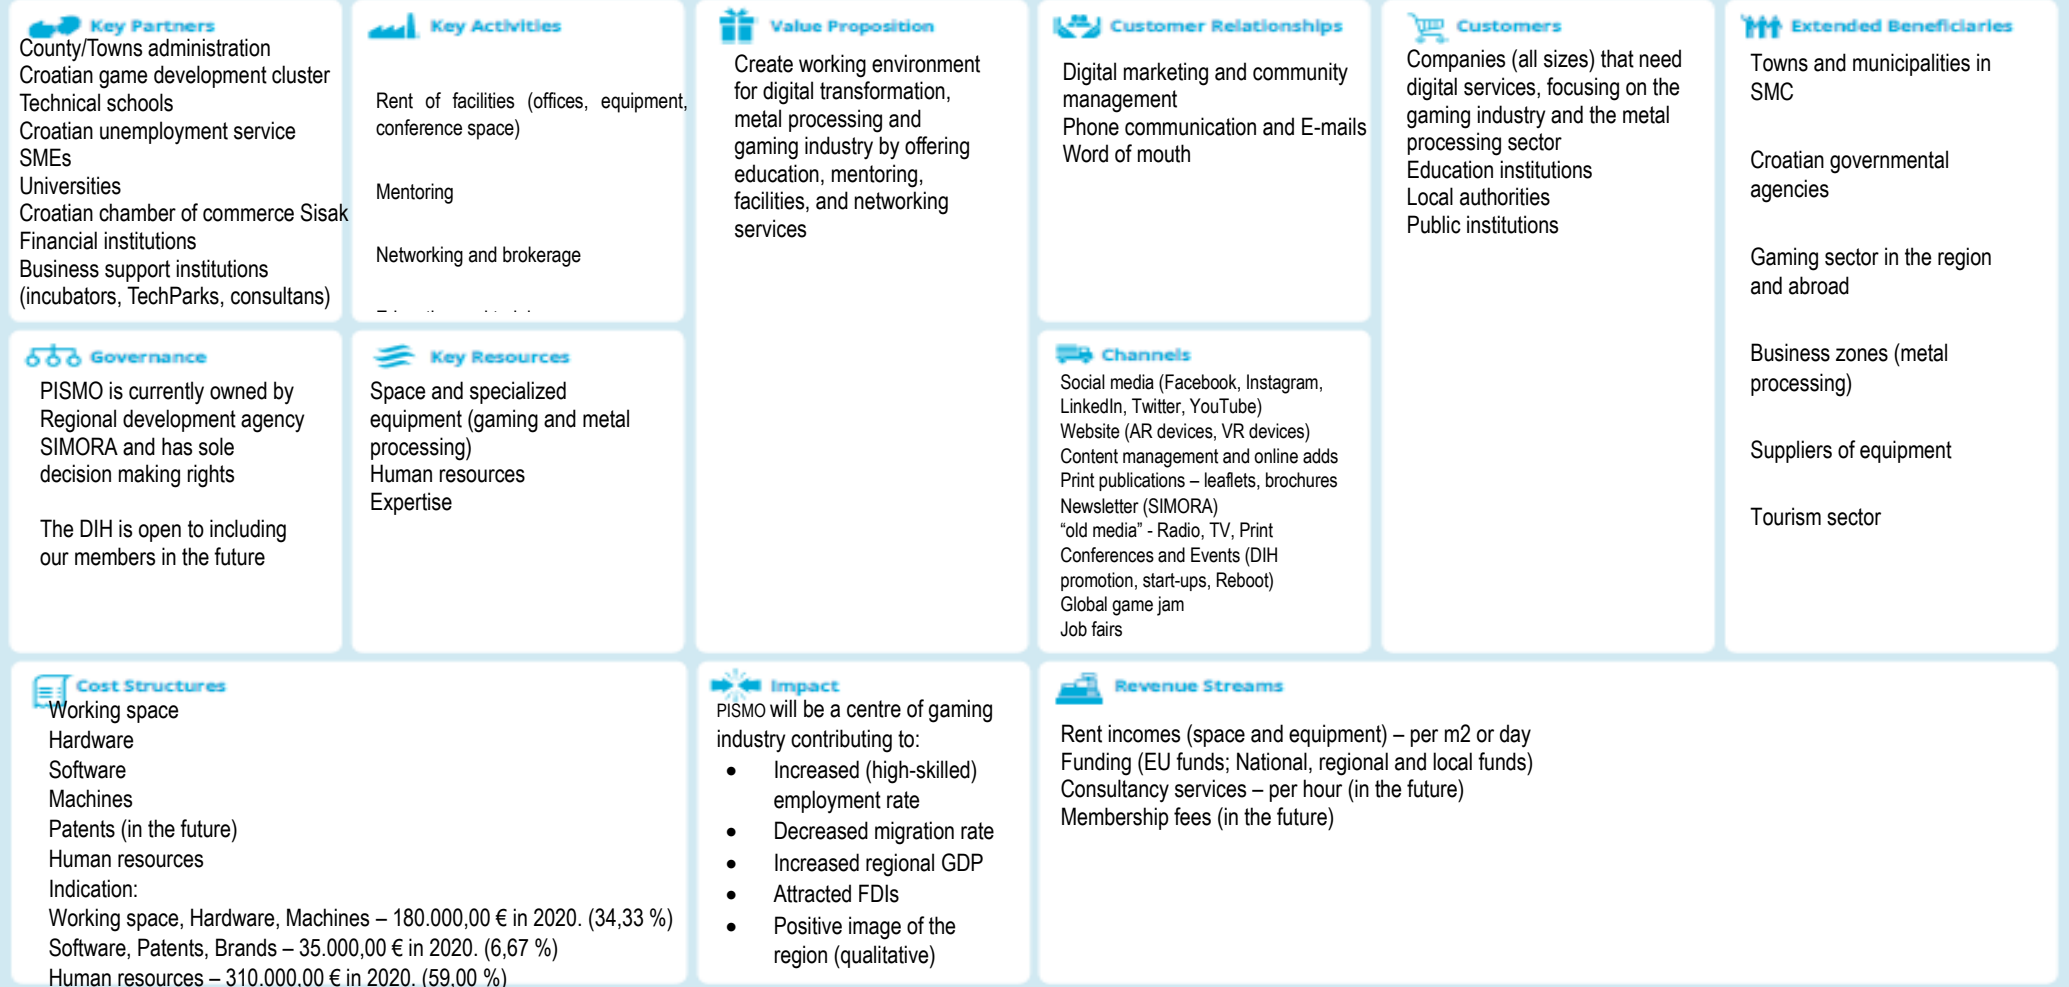 Key Partners
County/Towns administration
Croatian game development cluster
Technical schools
Croatian unemployment service
SMEs
Universities
Croatian chamber of commerce Sisak
Financial institutions
Business support institutions
(incubators, TechParks, consultans)
Key Activities
Rent of facilities (offices, equipment,
conference space)
Mentoring
Networking and brokerage
Value Proposition
Create working environment
for digital transformation,
metal processing and
gaming industry by offering
education, mentoring,
facilities, and networking
services
Customer Relationships
Digital marketing and community
management
Phone communication and E-mails
Word of mouth
Customers
Companies (all sizes) that need
digital services, focusing on the
gaming industry and the metal
processing sector
Education institutions
Local authorities
Public institutions
Extended Beneficiaries
Towns and municipalities in
SMC
Croatian governmental
agencies
Gaming sector in the region
and abroad
Business zones (metal
processing)
Suppliers of equipment
Tourism sector
Governance
PISMO is currently owned by
Regional development agency
SIMORA and has sole
decision making rights
The DIH is open to including
our members in the future
Key Resources
Space and specialized
equipment (gaming and metal
processing)
Human resources
Expertise
Channels
Social media (Facebook, Instagram,
LinkedIn, Twitter, YouTube)
Website (AR devices, VR devices)
Content management and online adds
Print publications – leaflets, brochures
Newsletter (SIMORA)
“old media” - Radio, TV, Print
Conferences and Events (DIH
promotion, start-ups, Reboot)
Global game jam
Job fairs
Cost Structures
Working space
Hardware
Software
Machines
Patents (in the future)
Human resources
Indication:
Working space, Hardware, Machines – 180.000,00 € in 2020. (34,33 %)
Software, Patents, Brands – 35.000,00 € in 2020. (6,67 %)
Human resources – 310.000,00 € in 2020. (59,00 %)
Impact
PISMO will be a centre of gaming
industry contributing to:
• Increased (high-skilled)
employment rate
• Decreased migration rate
• Increased regional GDP
• Attracted FDIs
• Positive image of the
region (qualitative)
Revenue Streams
Rent incomes (space and equipment) – per m2 or day
Funding (EU funds; National, regional and local funds)
Consultancy services – per hour (in the future)
Membership fees (in the future)